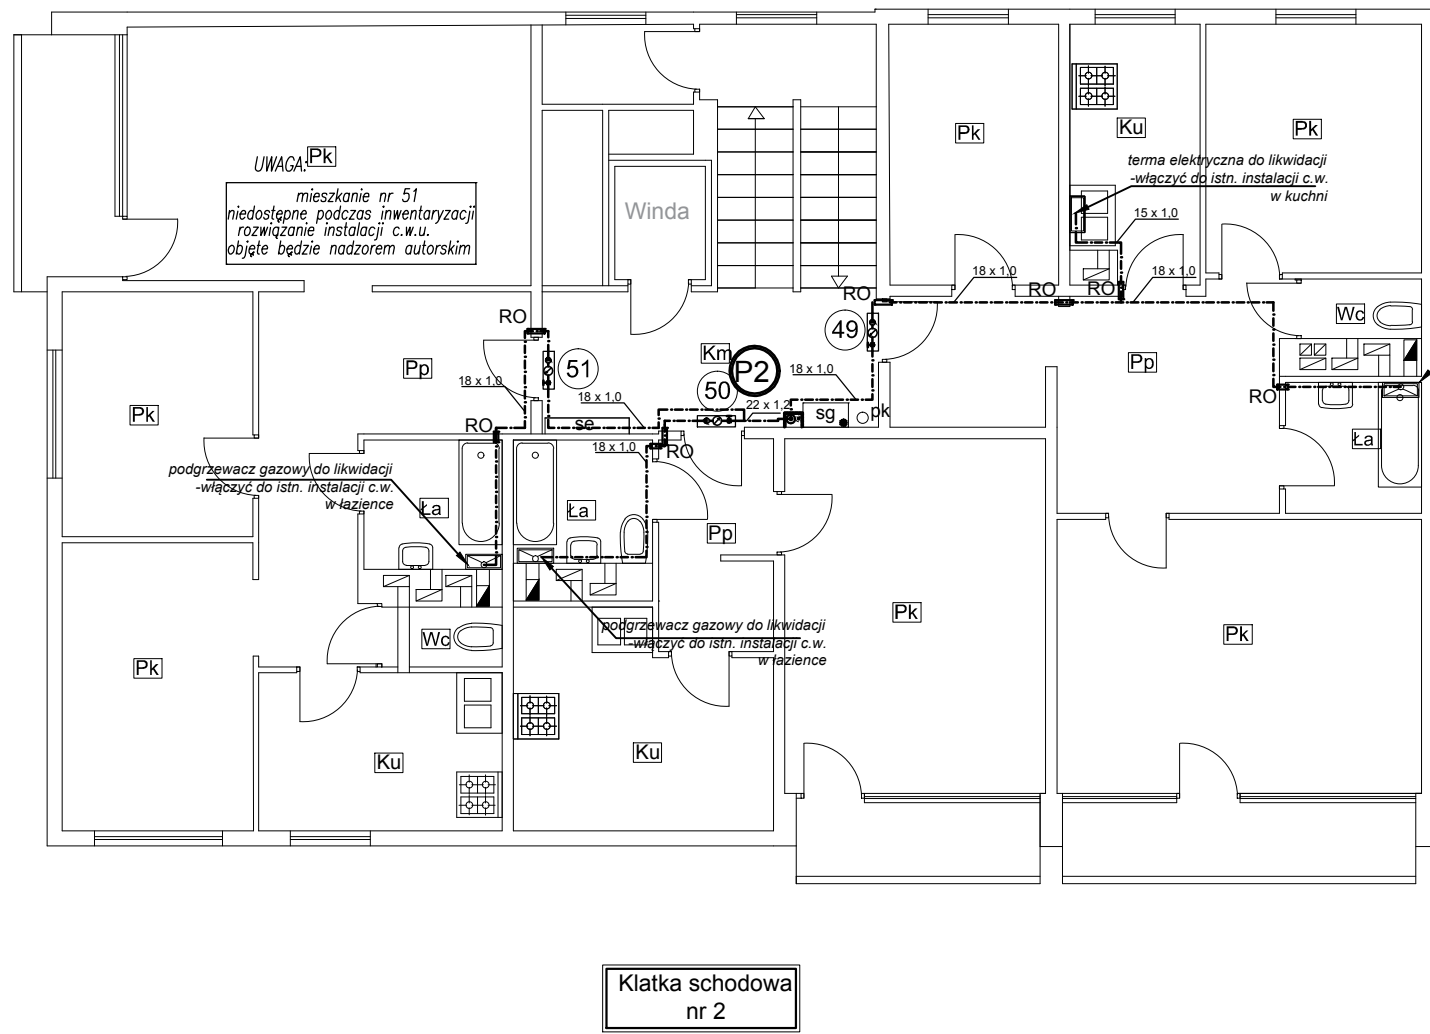 Pk
UWAGA:
mieszkanie nr 51
niedostępne podczas inwentaryzacji
rozwiązanie instalacji c.w.u.
objęte będzie nadzorem autorskim
Winda
Pk
Ku
Pk
terma elektryczna do likwidacji
-włączyć do istn. instalacji c.w.
w kuchni
15 x 1,0
18 x 1,0
18 x 1,0
RO
RO
RO
Wc
49
RO
51
Km
P2
50
Pp
Pp
18 x 1,0
18 x 1,0
18 x 1,0
22 x 1,2
sg
pk
se
RO
RO
RO
18 x 1,0
Pk
Ła
podgrzewacz gazowy do likwidacji
-włączyć do istn. instalacji c.w.
w łazience
Ła
Ła
Pp
Pk
Pk
Pk
podgrzewacz gazowy do likwidacji
-włączyć do istn. instalacji c.w.
w łazience
Wc
Ku
Ku
Klatka schodowa
nr 2